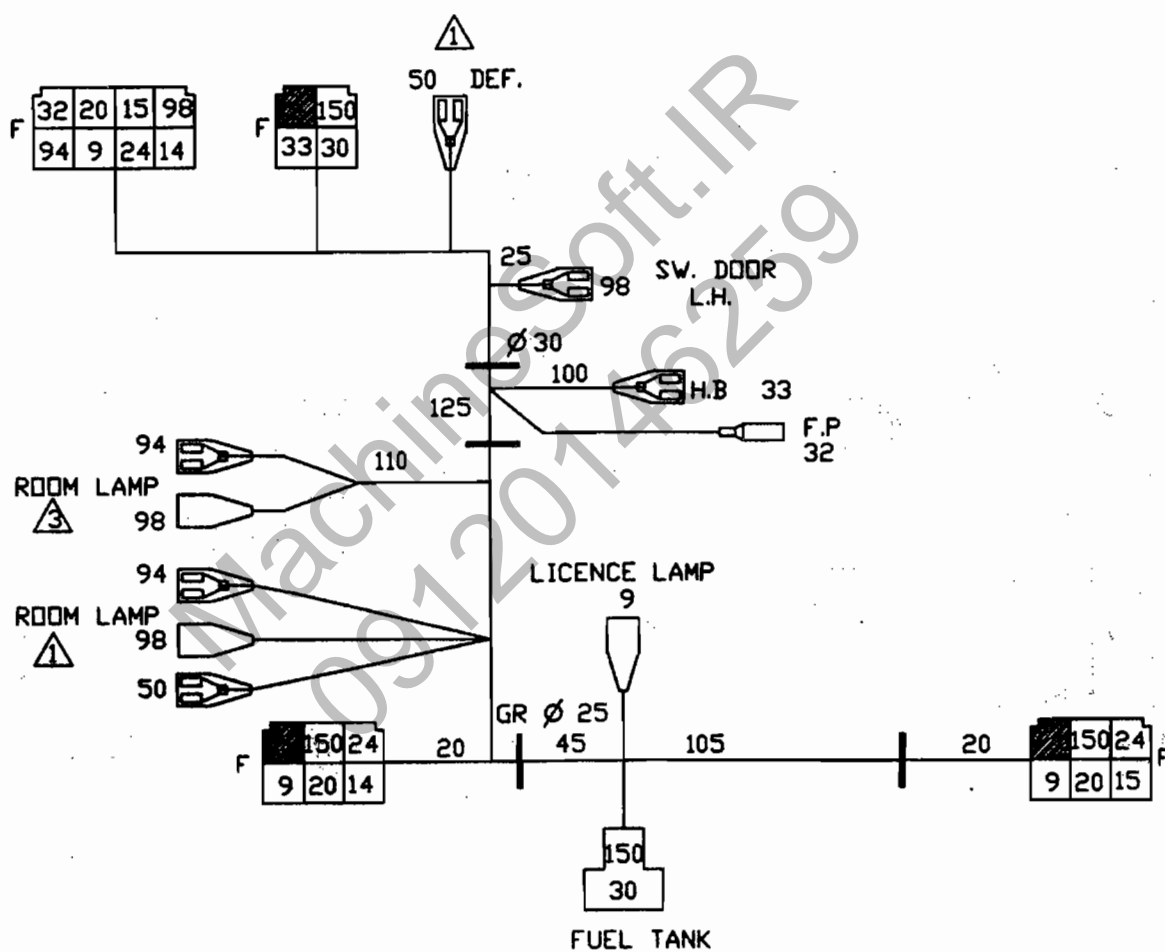 1
50 DEF.
32 20 15 98
F
94 9 24 14
150
F
33 30
25
98
SW. DOOR
L.H.
Ø 30
100
H.B 33
125
F.P
32
94
110
ROOM LAMP
3
98
94
ROOM LAMP
1
98
50
LICENCE LAMP
9
GR Ø 25
150 24
F
9 20 14
20
45
105
20
150 24
F
9 20 15
150
30
FUEL TANK
MachineSoft.IR
09120146259